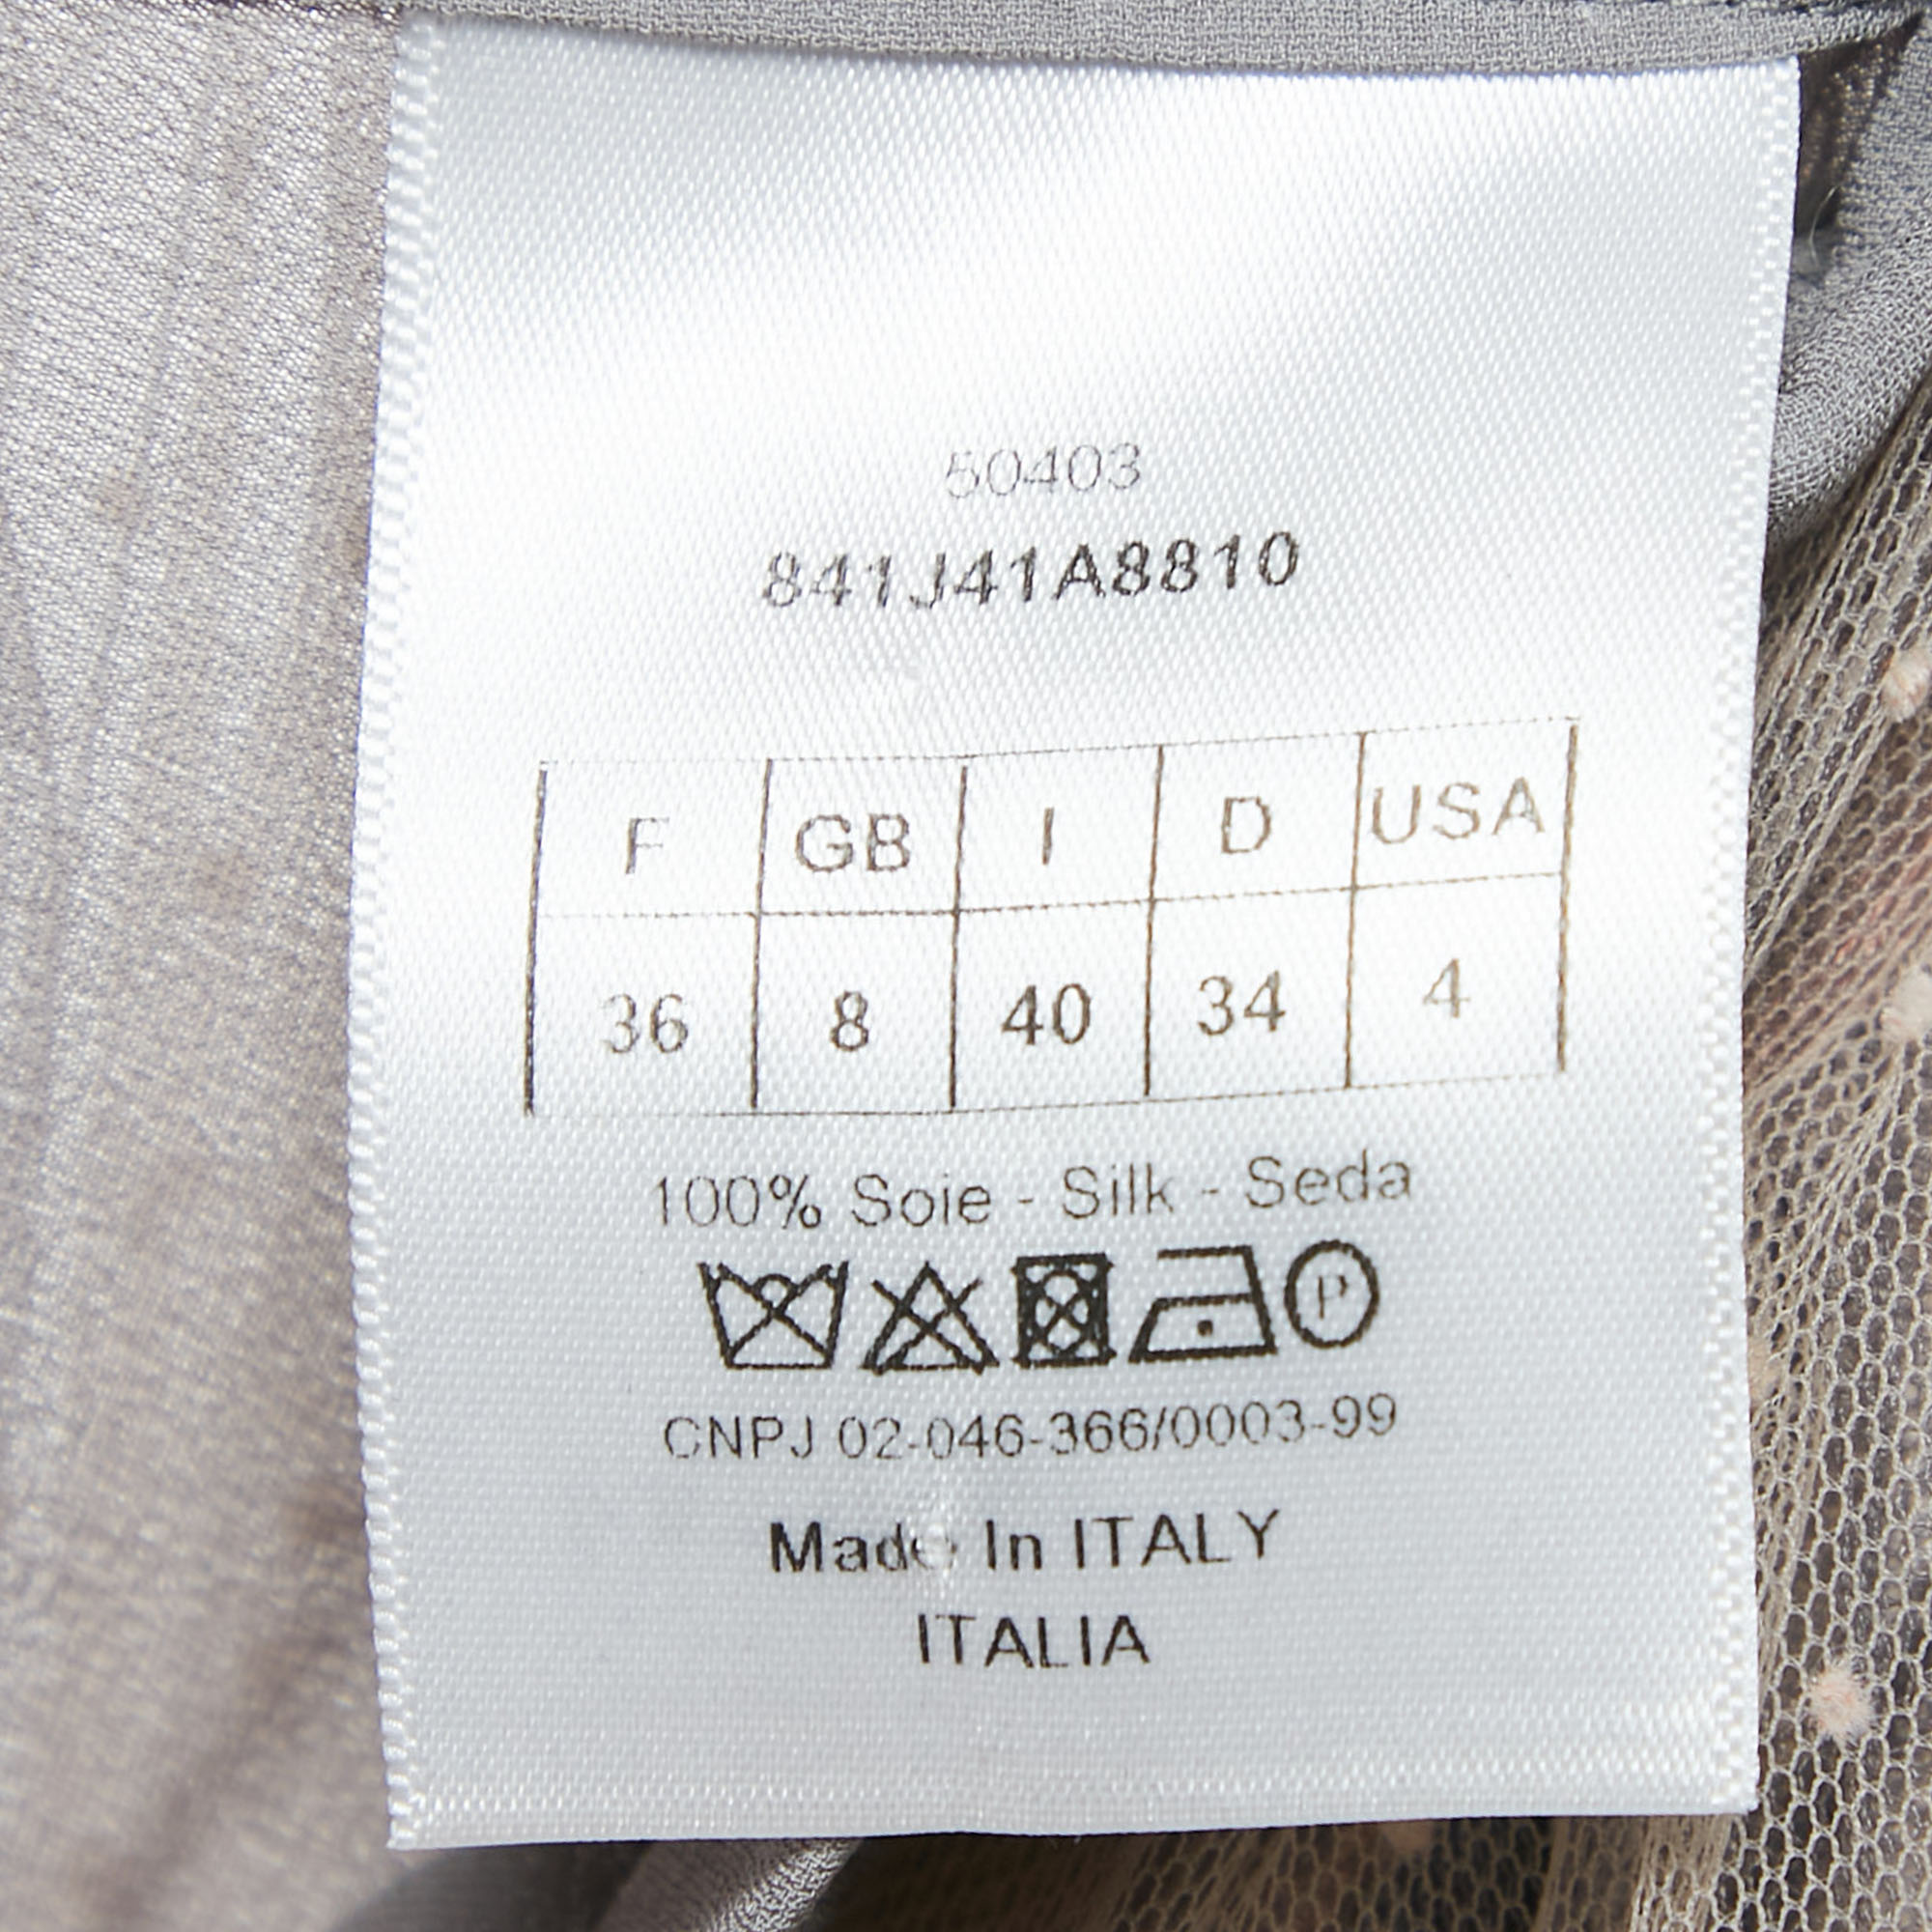 50403
841J41A8810
F GB I D USA
36 8 40 34 4
100% Soie - Silk - Seda
P
CNPJ 02-046-366/0003-99
Made In ITALY
ITALIA